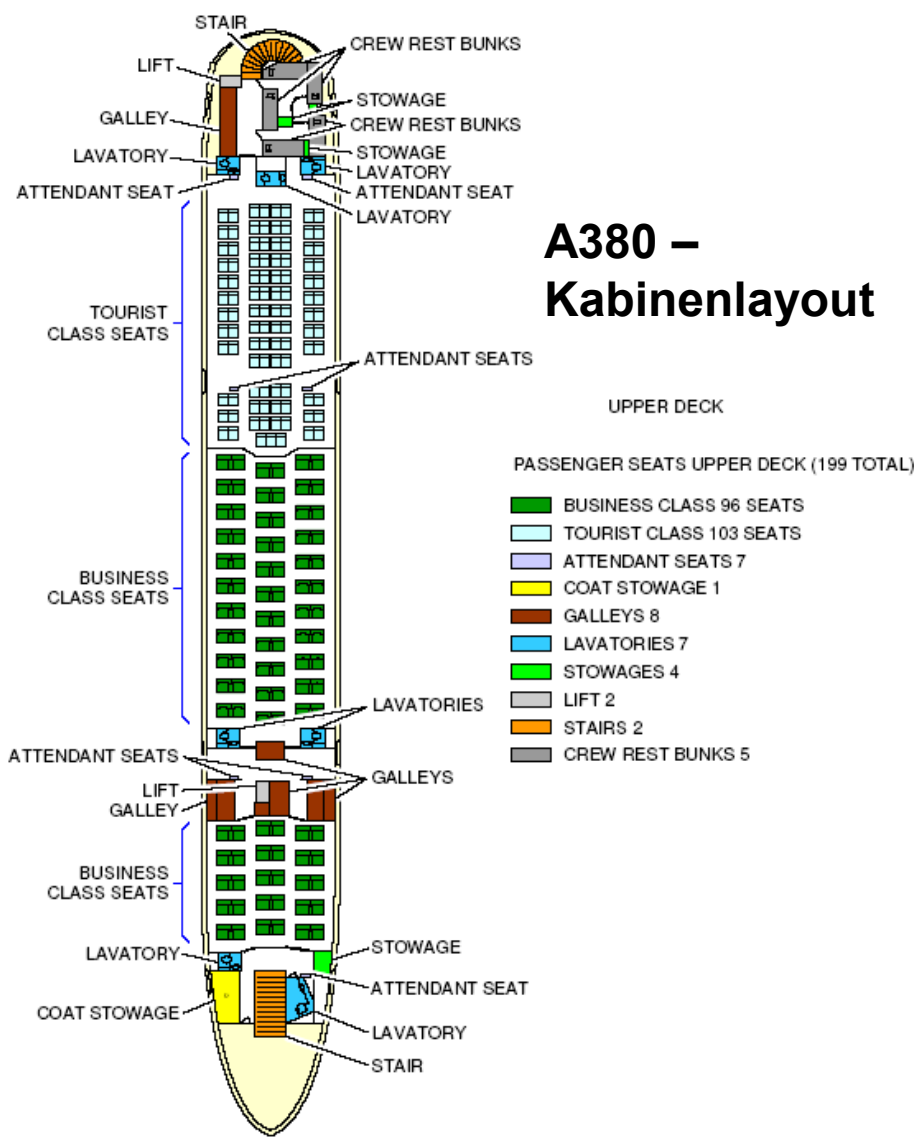 STAIR
CREW REST BUNKS
LIFT
STOWAGE
GALLEY
CREW REST BUNKS
LAVATORY
STOWAGE
LAVATORY
ATTENDANT SEAT
ATTENDANT SEAT
LAVATORY
A380 –
Kabinenlayout
TOURIST
CLASS SEATS
ATTENDANT SEATS
UPPER DECK
PASSENGER SEATS UPPER DECK (199 TOTAL)
BUSINESS CLASS 96 SEATS
TOURIST CLASS 103 SEATS
ATTENDANT SEATS 7
COAT STOWAGE 1
GALLEYS 8
LAVATORIES 7
STOWAGES 4
LIFT 2
STAIRS 2
CREW REST BUNKS 5
BUSINESS
CLASS SEATS
LAVATORIES
ATTENDANT SEATS
GALLEYS
LIFT
GALLEY
BUSINESS
CLASS SEATS
LAVATORY
STOWAGE
ATTENDANT SEAT
COAT STOWAGE
LAVATORY
STAIR